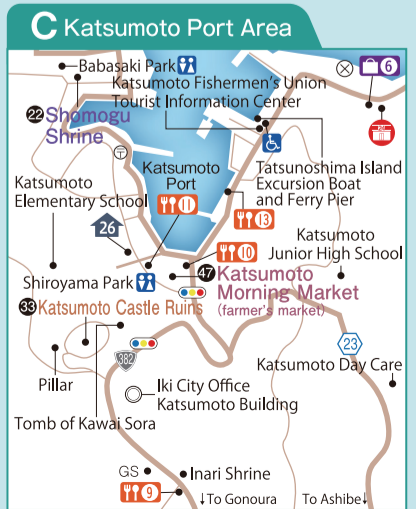 C Katsumoto Port Area
Babasaki Park
6
Katsumoto Fishermen's Union
Tourist Information Center
22 Shomogu
Shrine
Katsumoto
Port
11
Tatsunoshima Island
Excursion Boat
and Ferry Pier
13
Katsumoto
Elementary School
26
10
Katsumoto
Junior High School
Shiroyama Park
47 Katsumoto
Morning Market
(farmer's market)
33 Katsumoto Castle Ruins
382
23
Katsumoto Day Care
Pillar
Iki City Office
Katsumoto Building
Tomb of Kawai Sora
GS
Inari Shrine
9
↓To Gonoura
To Ashibe↓